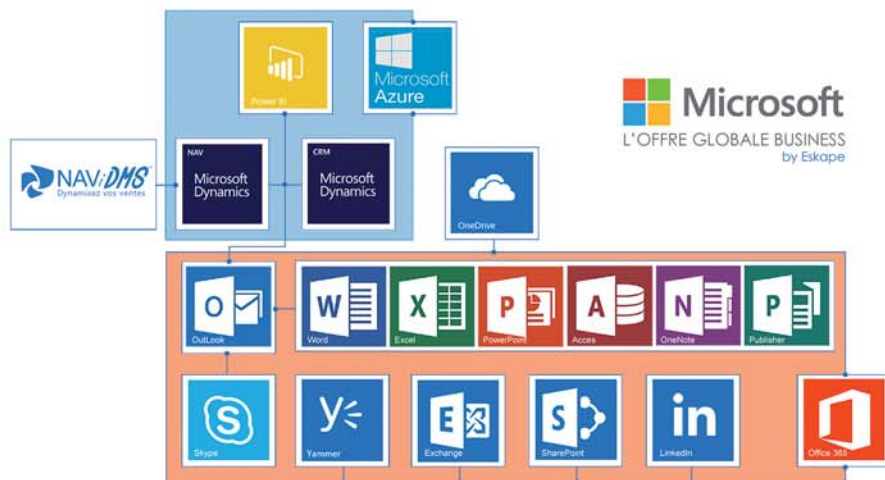 Power BI
Microsoft
Azure
Microsoft
L'OFFRE GLOBALE BUSINESS
by Eskape
NAViDMS
Dynamisez vos ventes
NAV
Microsoft
Dynamics
CRM
Microsoft
Dynamics
OneDrive
O
OutLook
W
Word
X
Excel
P
PowerPoint
A
Acces
N
OneNote
P
Publisher
S
Skype
Yammer
E
Exchange
S
SharePoint
in
LinkedIn
Office 365